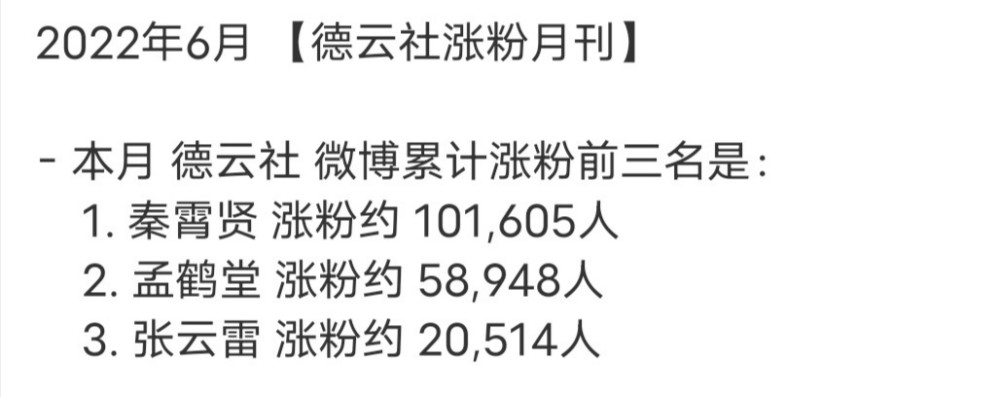 2022年6月 【德云社涨粉月刊】
- 本月 德云社 微博累计涨粉前三名是：
1. 秦霄贤 涨粉约 101,605人
2. 孟鹤堂 涨粉约 58,948人
3. 张云雷 涨粉约 20,514人